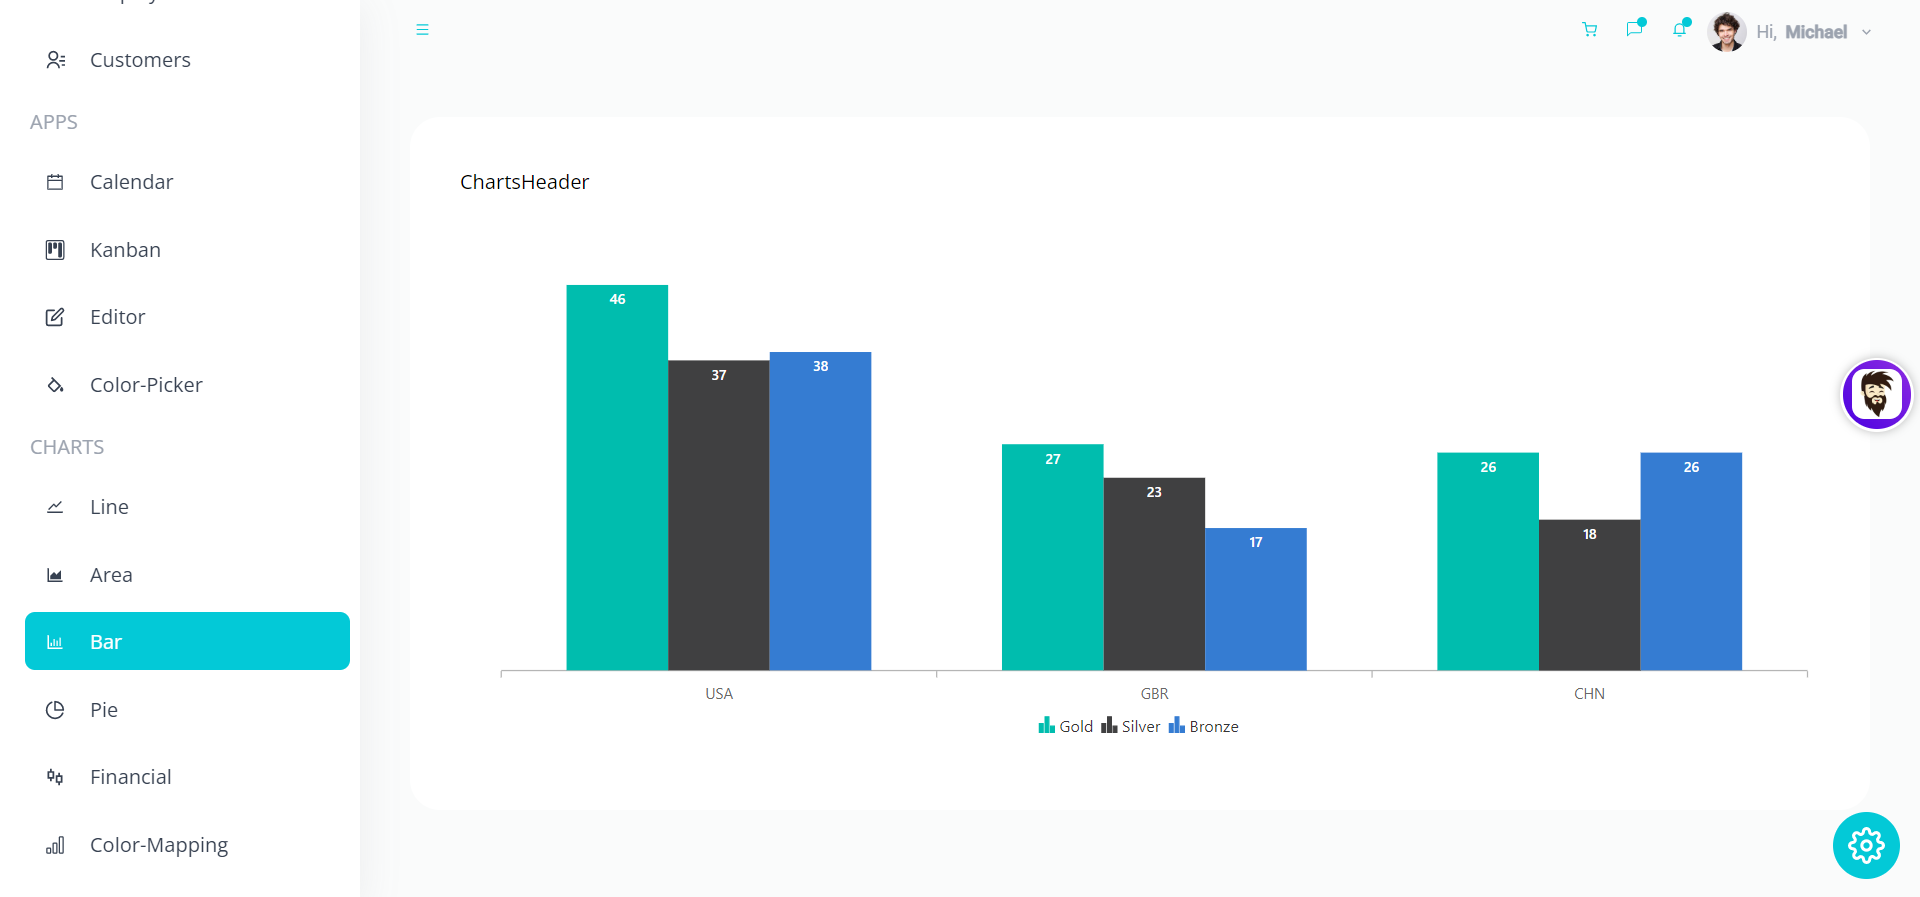 Customers
APPS
Calendar
Kanban
Editor
Color-Picker
CHARTS
Line
Area
Bar
Pie
Financial
Color-Mapping
Hi, Michael
ChartsHeader
46
37
38
27
23
17
26
18
26
USA GBR CHN
Gold Silver Bronze